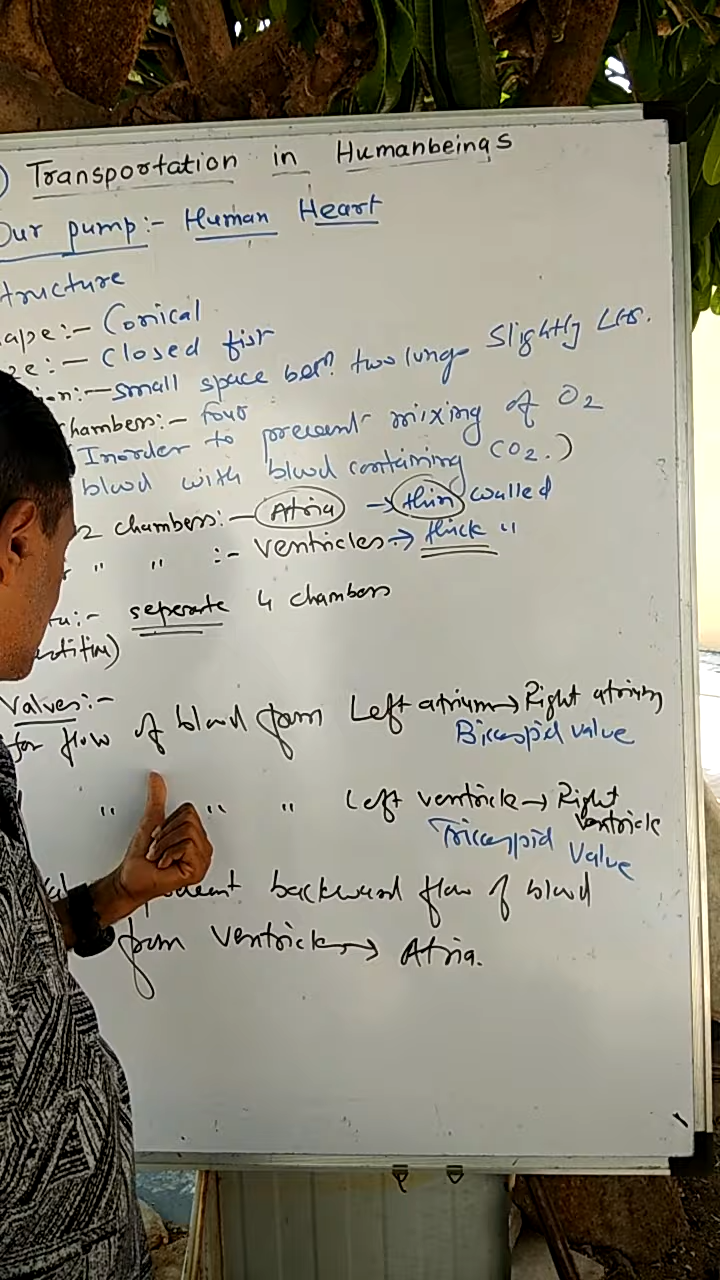 Transportation in Humanbeings
Our pump:- Human Heart
tructure
ape:- Conical
ze:- Closed fist
on:- small space betn. two lungs slightly LHS.
hambers:- four
(Inorder to prevent mixing of O2
blood with blood containing CO2.)
2 chambers:- Atria → thin walled
" " :- ventricles → thick "
:- seperate 4 chambers
Valves:-
for flow of blood from Left atrium → Right atrium
Bicuspid valve
" " " Left ventricle → Right ventricle
Tricuspid Valve
backward flow of blood
from ventricles → Atria.